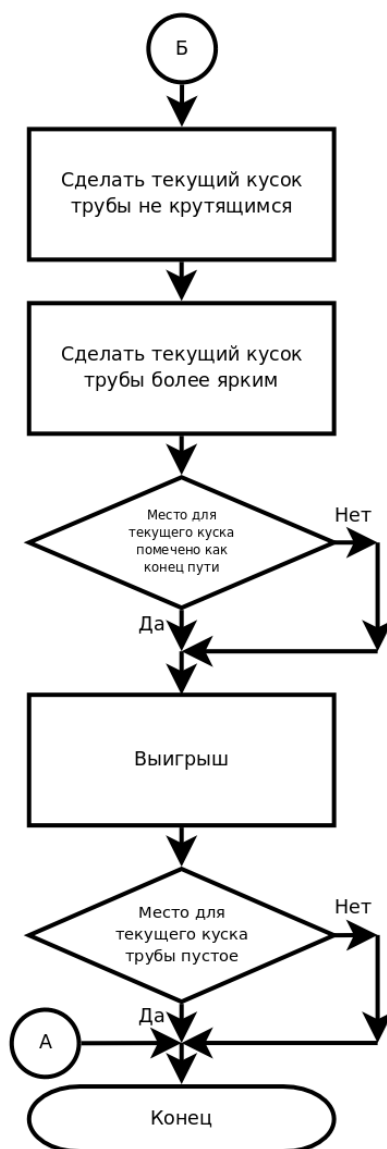 Б
Сделать текущий кусок
трубы не крутящимся
Сделать текущий кусок
трубы более ярким
Место для
текущего куска
помечено как
конец пути
Нет
Да
Выигрыш
Место для
текущего куска
трубы пустое
Нет
Да
А
Конец